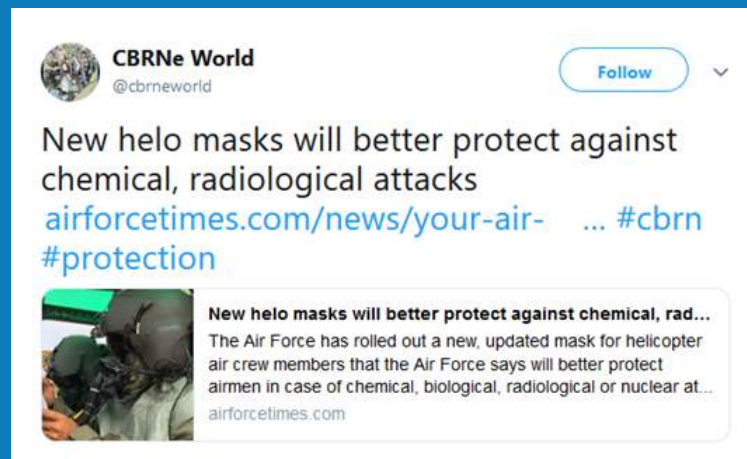 CBRNe World
@cbrneworld
Follow
New helo masks will better protect against
chemical, radiological attacks
airforcetimes.com/news/your-air- ... #cbrn
#protection
New helo masks will better protect against chemical, rad...
The Air Force has rolled out a new, updated mask for helicopter
air crew members that the Air Force says will better protect
airmen in case of chemical, biological, radiological or nuclear at...
airforcetimes.com